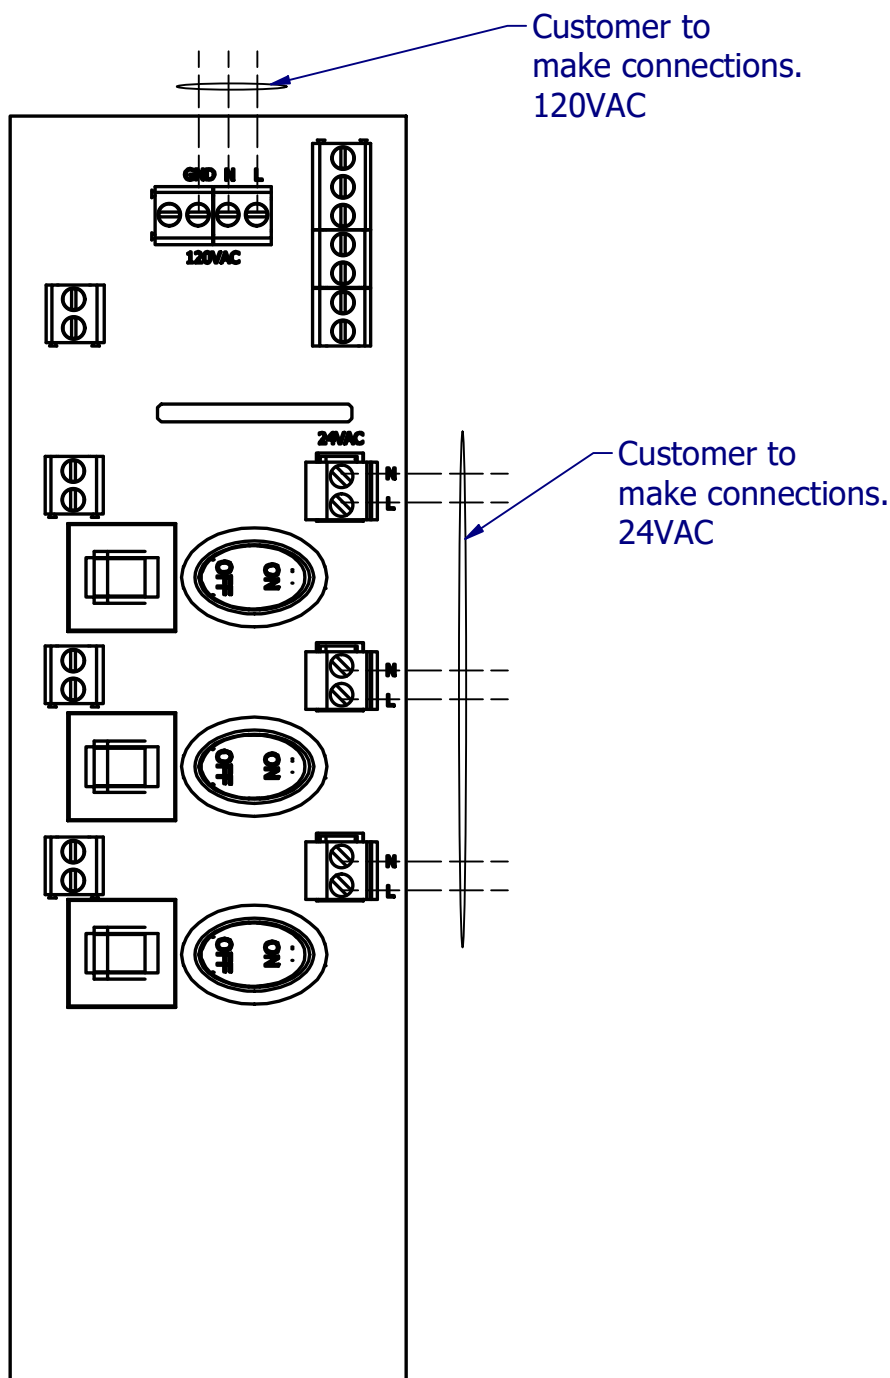 Customer to
make connections.
120VAC
GND N L
120VAC
24VAC
N
L
Customer to
make connections.
24VAC
OFF ON
N
L
OFF ON
N
L
OFF ON